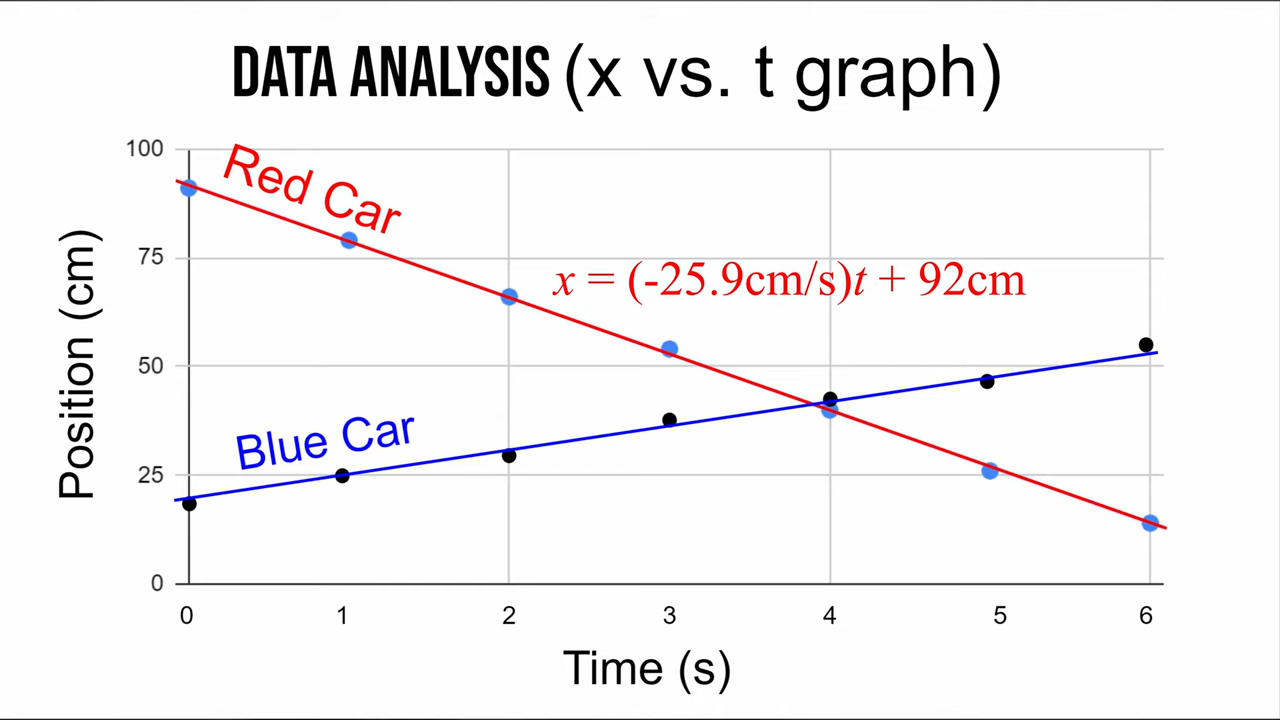 DATA ANALYSIS (x vs. t graph)
100
75
50
25
0
Position (cm)
Red Car
x = (-25.9cm/s)t + 92cm
Blue Car
0 1 2 3 4 5 6
Time (s)